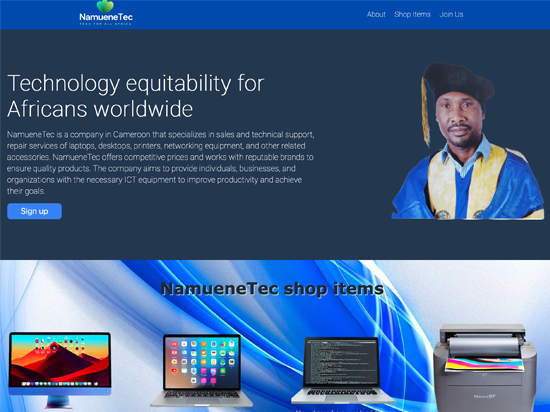 NamueneTec
TECH FOR ALL AFRICA
About Shop Items Join Us
Technology equitability for
Africans worldwide
NamueneTec is a company in Cameroon that specializes in sales and technical support,
repair services of laptops, desktops, printers, networking equipment, and other related
accessories. NamueneTec offers competitive prices and works with reputable brands to
ensure quality products. The company aims to provide individuals, businesses, and
organizations with the necessary ICT equipment to improve productivity and achieve
their goals.
Sign up
NamueneTec shop items